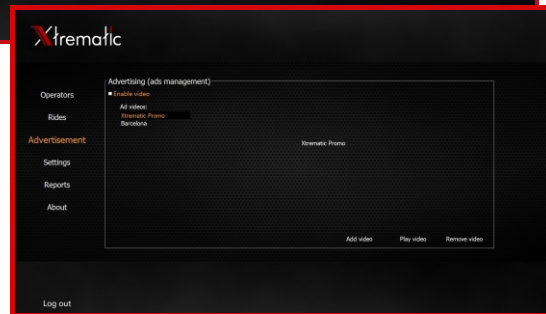 Xtrematic
Advertising (ads management)
Enable video
Operators
Ad videos:
Xtrematic Promo
Barcelona
Rides
Advertisement
Xtrematic Promo
Settings
Reports
About
Add video Play video Remove video
Log out